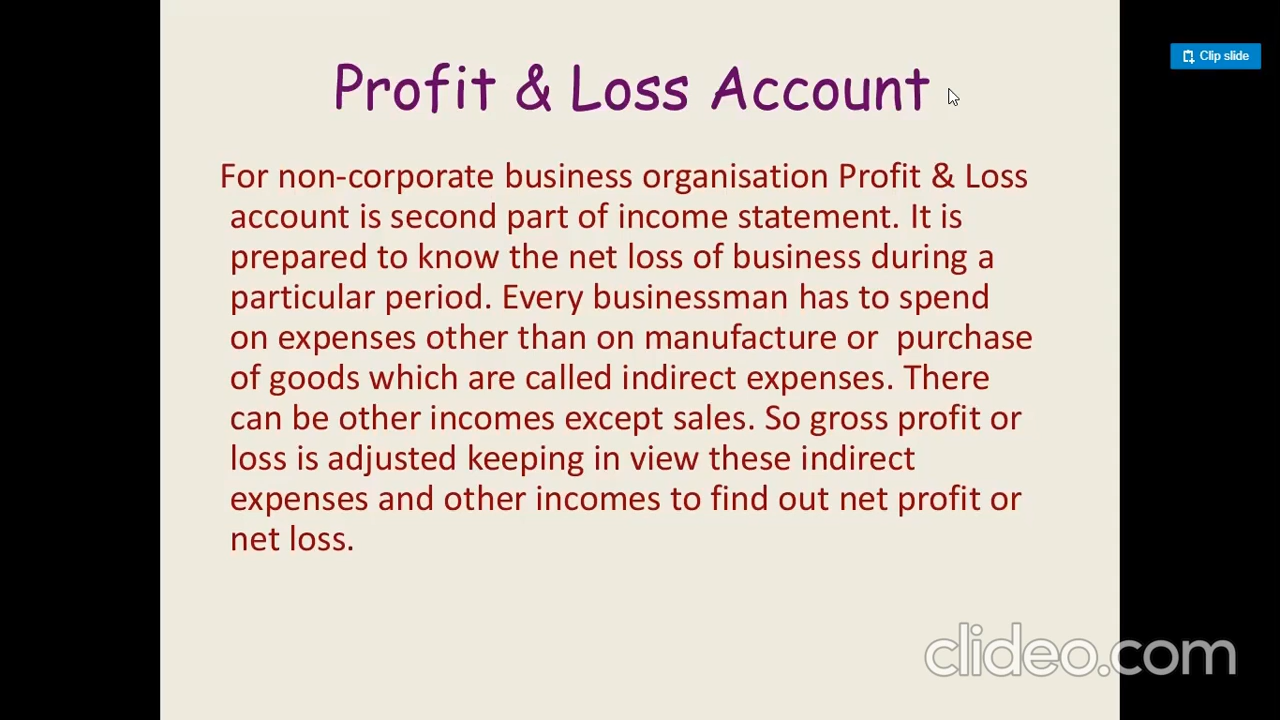 Clip slide
Profit & Loss Account
For non-corporate business organisation Profit & Loss
account is second part of income statement. It is
prepared to know the net loss of business during a
particular period. Every businessman has to spend
on expenses other than on manufacture or  purchase
of goods which are called indirect expenses. There
can be other incomes except sales. So gross profit or
loss is adjusted keeping in view these indirect
expenses and other incomes to find out net profit or
net loss.
clideo.com